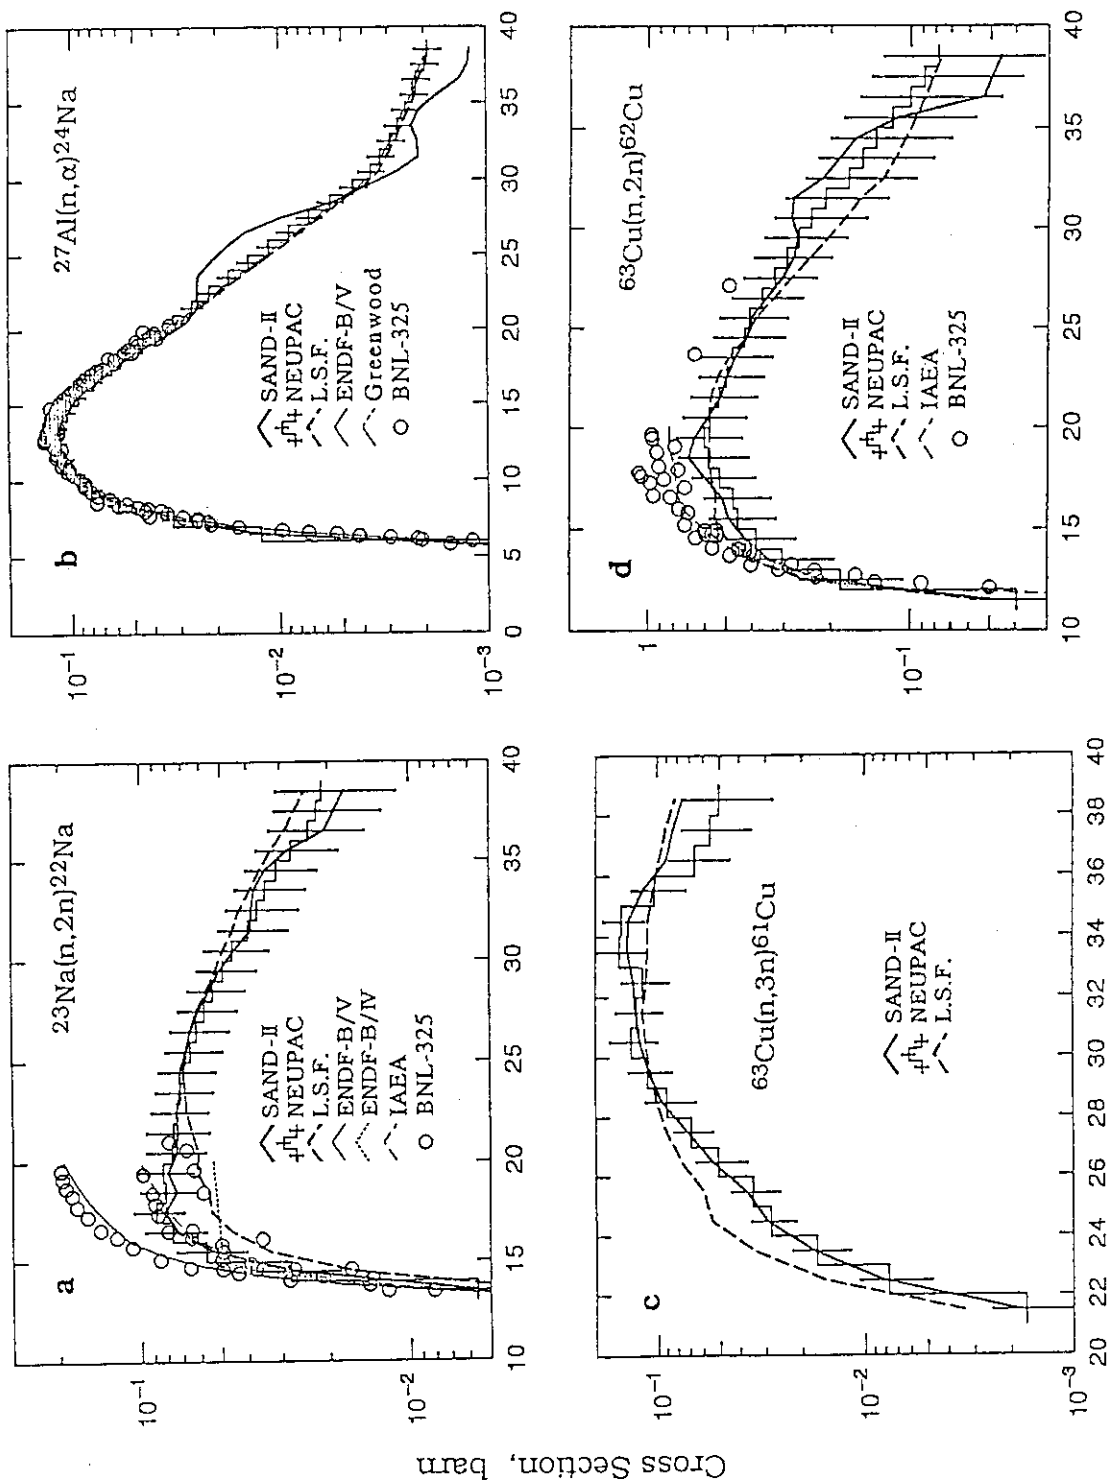 a
23Na(n,2n)22Na
SAND-II
NEUPAC
L.S.F.
ENDF-B/V
ENDF-B/IV
IAEA
BNL-325
10-1
10-2
10
15
20
25
30
35
40
b
27Al(n,α)24Na
SAND-II
NEUPAC
L.S.F.
ENDF-B/V
Greenwood
BNL-325
10-1
10-2
10-3
0
5
10
15
20
25
30
35
40
c
63Cu(n,3n)61Cu
SAND-II
NEUPAC
L.S.F.
10-1
10-2
10-3
20
22
24
26
28
30
32
34
36
38
40
d
63Cu(n,2n)62Cu
SAND-II
NEUPAC
L.S.F.
IAEA
BNL-325
1
10-1
10
15
20
25
30
35
40
Cross Section, barn